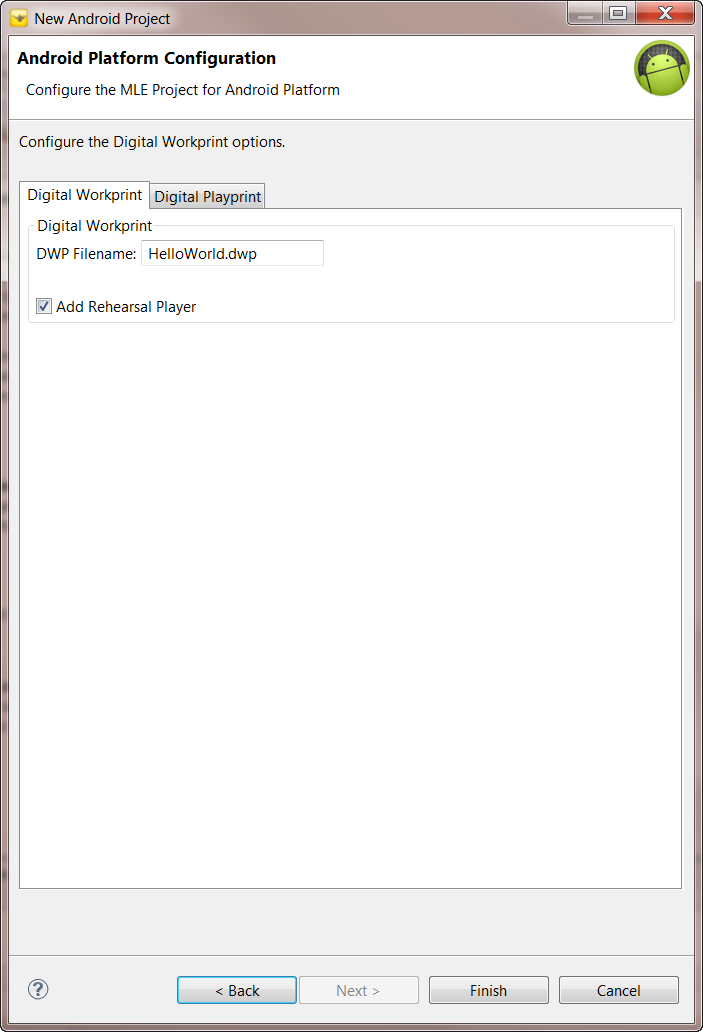 New Android Project
Android Platform Configuration
Configure the MLE Project for Android Platform
Configure the Digital Workprint options.
Digital Workprint Digital Playprint
Digital Workprint
DWP Filename: HelloWorld.dwp
Add Rehearsal Player
? < Back Next > Finish Cancel